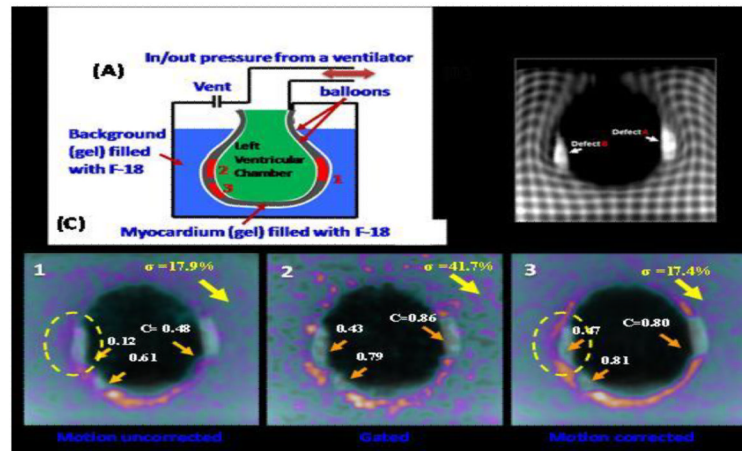 (A)
In/out pressure from a ventilator
Vent
balloons
Background
(gel) filled
with F-18
Left
Ventricular
Chamber
2
3
1
Myocardium (gel) filled with F-18
Defect A
Defect B
(C)
1
σ =17.9%
C= 0.48
0.12
0.61
Motion uncorrected
2
σ =41.7%
C=0.86
0.43
0.79
Gated
3
σ =17.4%
C=0.80
0.81
Motion corrected